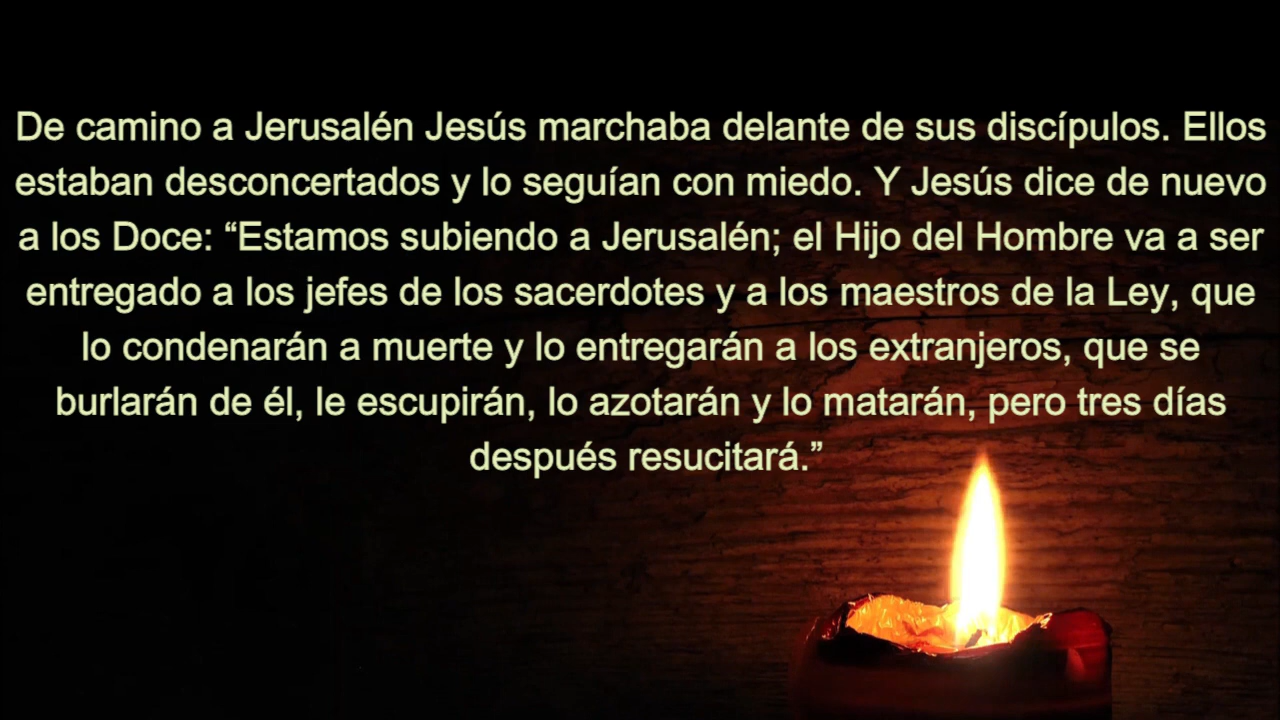 De camino a Jerusalén Jesús marchaba delante de sus discípulos. Ellos
estaban desconcertados y lo seguían con miedo. Y Jesús dice de nuevo
a los Doce: “Estamos subiendo a Jerusalén; el Hijo del Hombre va a ser
entregado a los jefes de los sacerdotes y a los maestros de la Ley, que
lo condenarán a muerte y lo entregarán a los extranjeros, que se
burlarán de él, le escupirán, lo azotarán y lo matarán, pero tres días
después resucitará.”